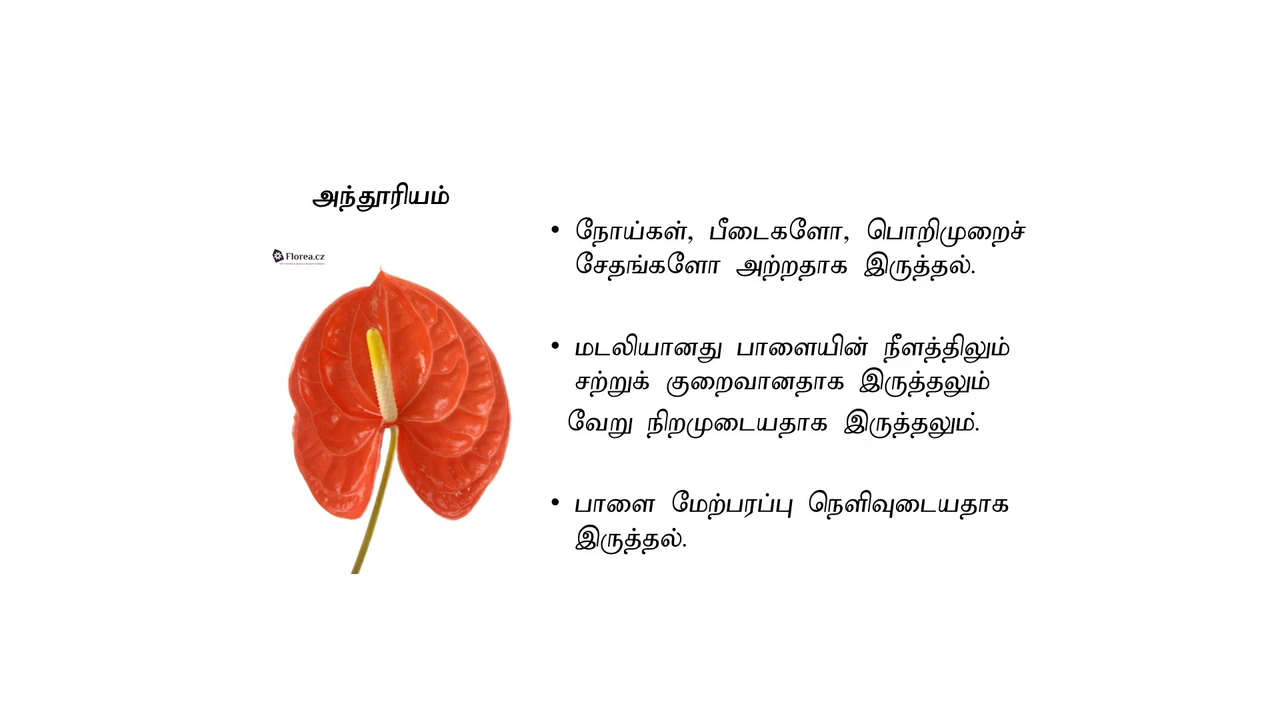 அந்தூரியம்
Florea.cz
• நோய்கள், பீடைகளோ, பொறிமுறைச்
சேதங்களோ அற்றதாக இருத்தல்.
• மடலியானது பாளையின் நீளத்திலும்
சற்றுக் குறைவானதாக இருத்தலும்
வேறு நிறமுடையதாக இருத்தலும்.
• பாளை மேற்பரப்பு நெளிவுடையதாக
இருத்தல்.